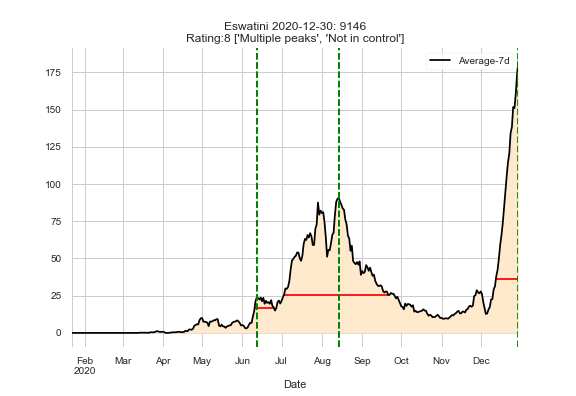 Eswatini 2020-12-30: 9146
Rating:8 ['Multiple peaks', 'Not in control']
Average-7d
175
150
125
100
75
50
25
0
Feb Mar Apr May Jun Jul Aug Sep Oct Nov Dec
2020
Date